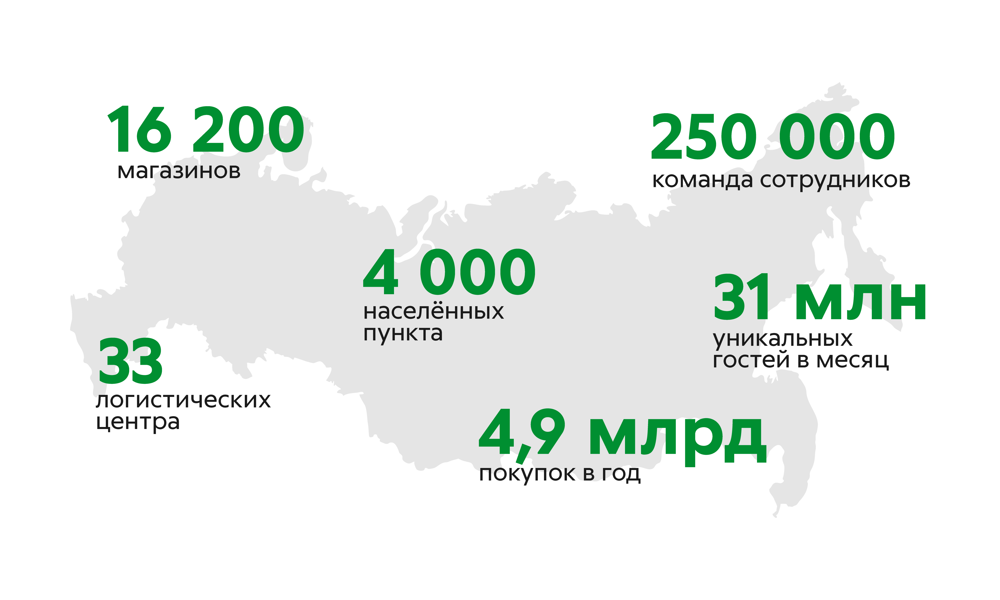 16 200
магазинов
250 000
команда сотрудников
4 000
населённых
пункта
31 млн
уникальных
гостей в месяц
33
логистических
центра
4,9 млрд
покупок в год